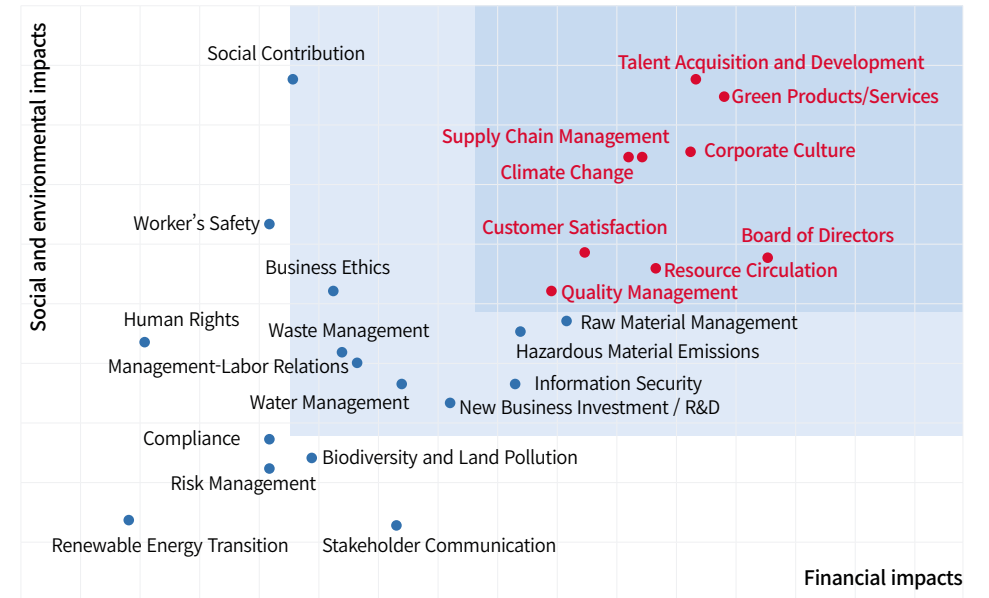 Social and environmental impacts
Social Contribution
Talent Acquisition and Development
Green Products/Services
Supply Chain Management
Corporate Culture
Climate Change
Worker’s Safety
Customer Satisfaction
Board of Directors
Business Ethics
Resource Circulation
Quality Management
Human Rights
Waste Management
Raw Material Management
Hazardous Material Emissions
Management-Labor Relations
Information Security
Water Management
New Business Investment / R&D
Compliance
Biodiversity and Land Pollution
Risk Management
Renewable Energy Transition
Stakeholder Communication
Financial impacts